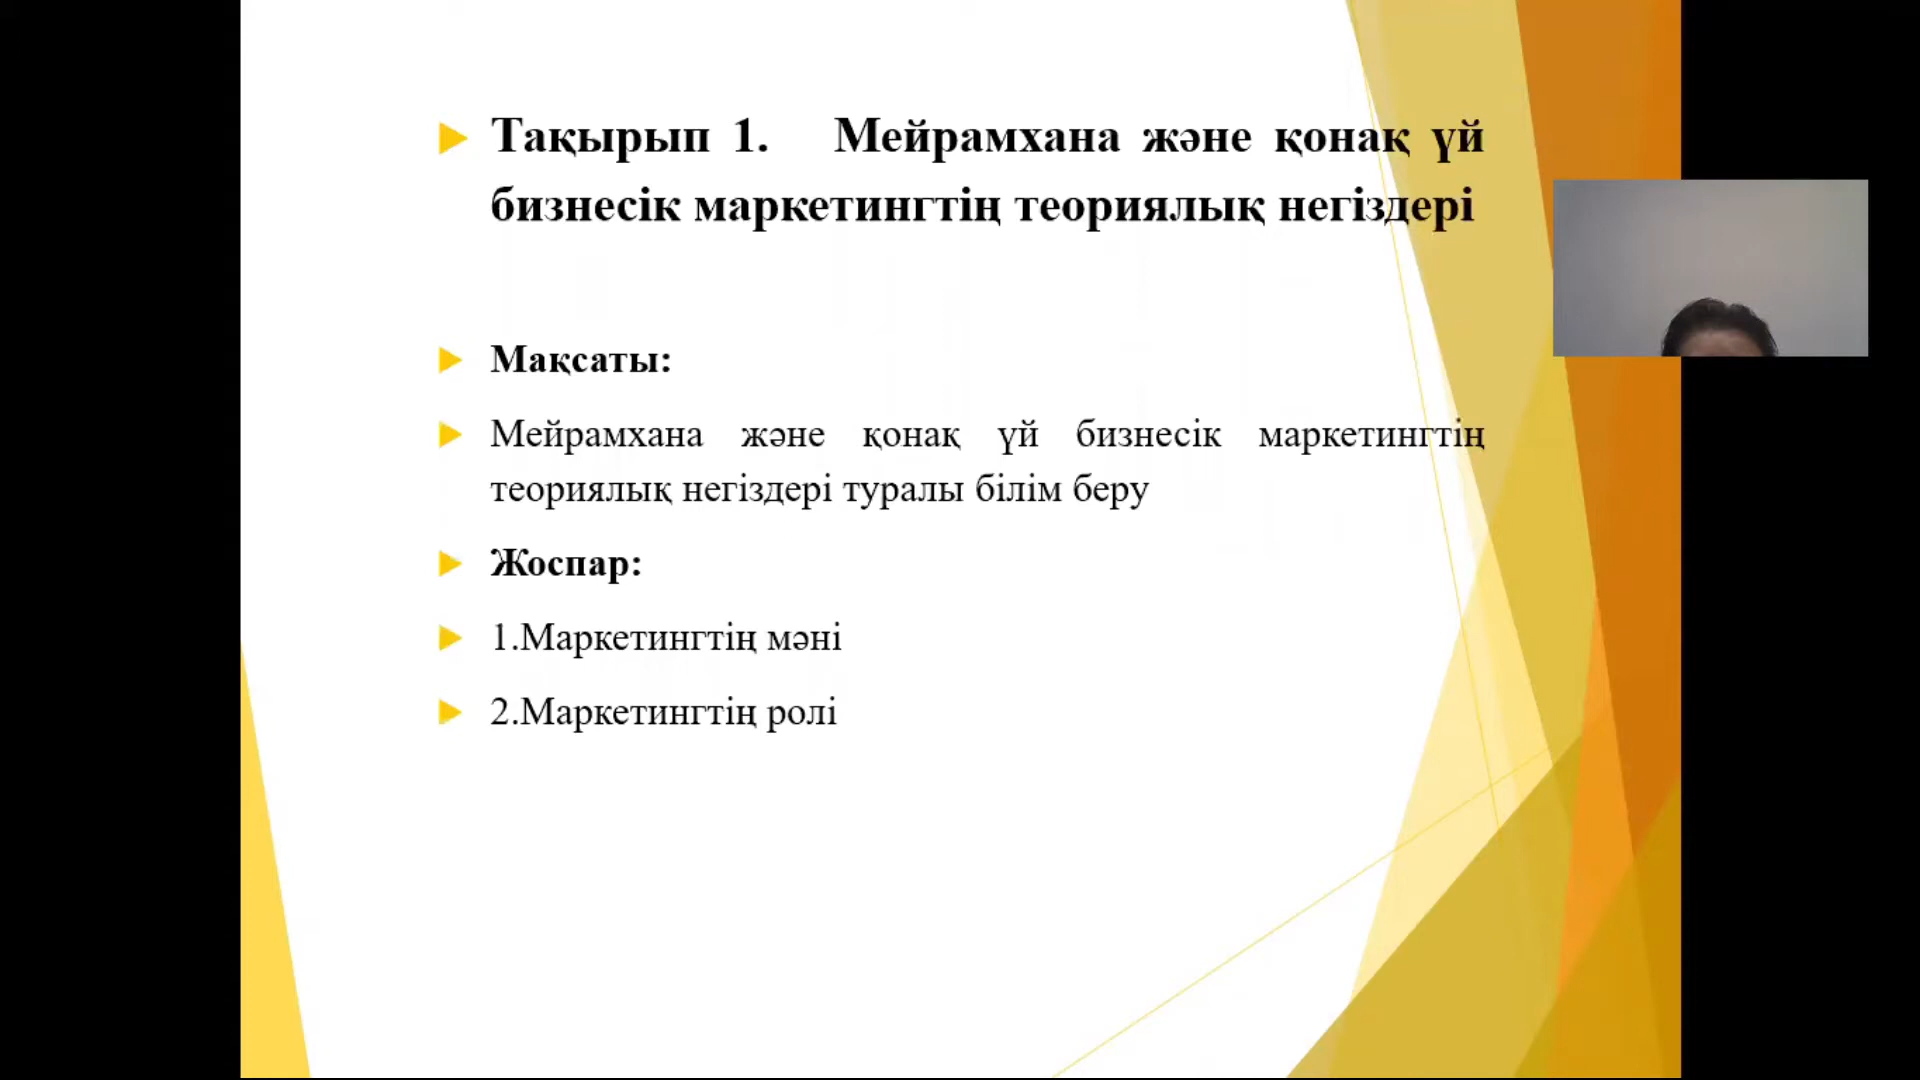 Тақырып 1. Мейрамхана және қонақ үй
бизнесік маркетингтің теориялық негіздері
Мақсаты:
Мейрамхана және қонақ үй бизнесік маркетингтің
теориялық негіздері туралы білім беру
Жоспар:
1.Маркетингтің мәні
2.Маркетингтің ролі